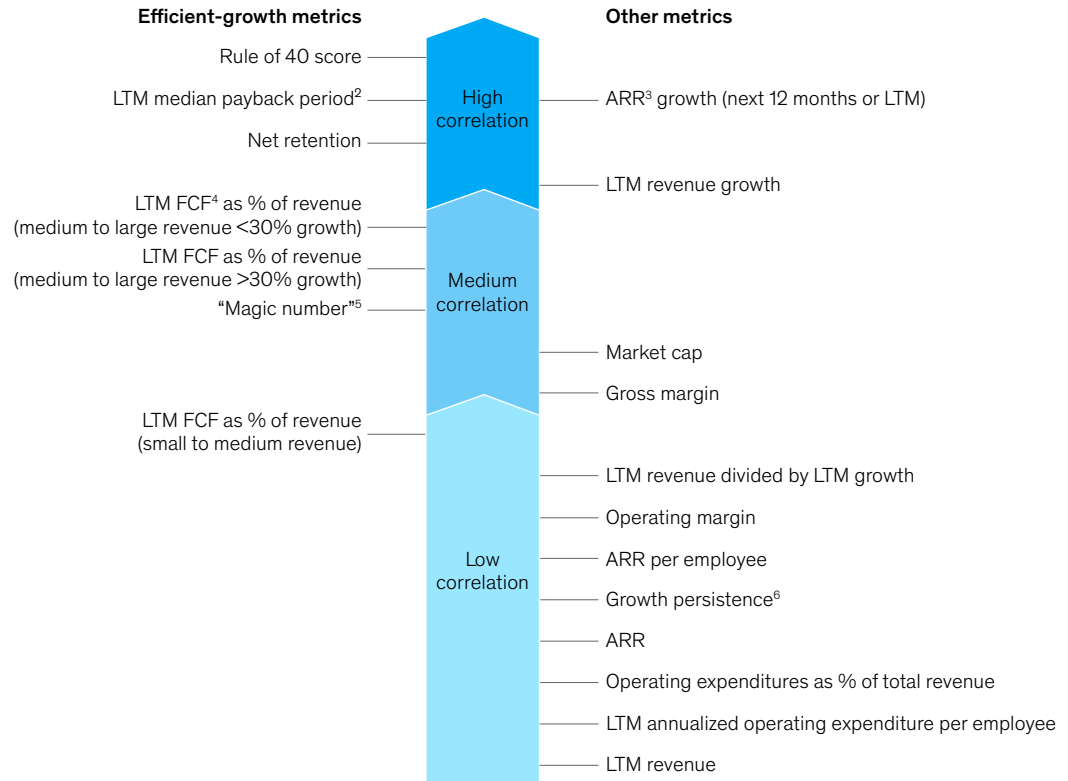 Efficient-growth metrics
Other metrics
Rule of 40 score
LTM median payback period²
High
correlation
ARR³ growth (next 12 months or LTM)
Net retention
LTM revenue growth
LTM FCF⁴ as % of revenue
(medium to large revenue <30% growth)
LTM FCF as % of revenue
(medium to large revenue >30% growth)
Medium
correlation
“Magic number”⁵
Market cap
Gross margin
LTM FCF as % of revenue
(small to medium revenue)
LTM revenue divided by LTM growth
Operating margin
Low
correlation
ARR per employee
Growth persistence⁶
ARR
Operating expenditures as % of total revenue
LTM annualized operating expenditure per employee
LTM revenue